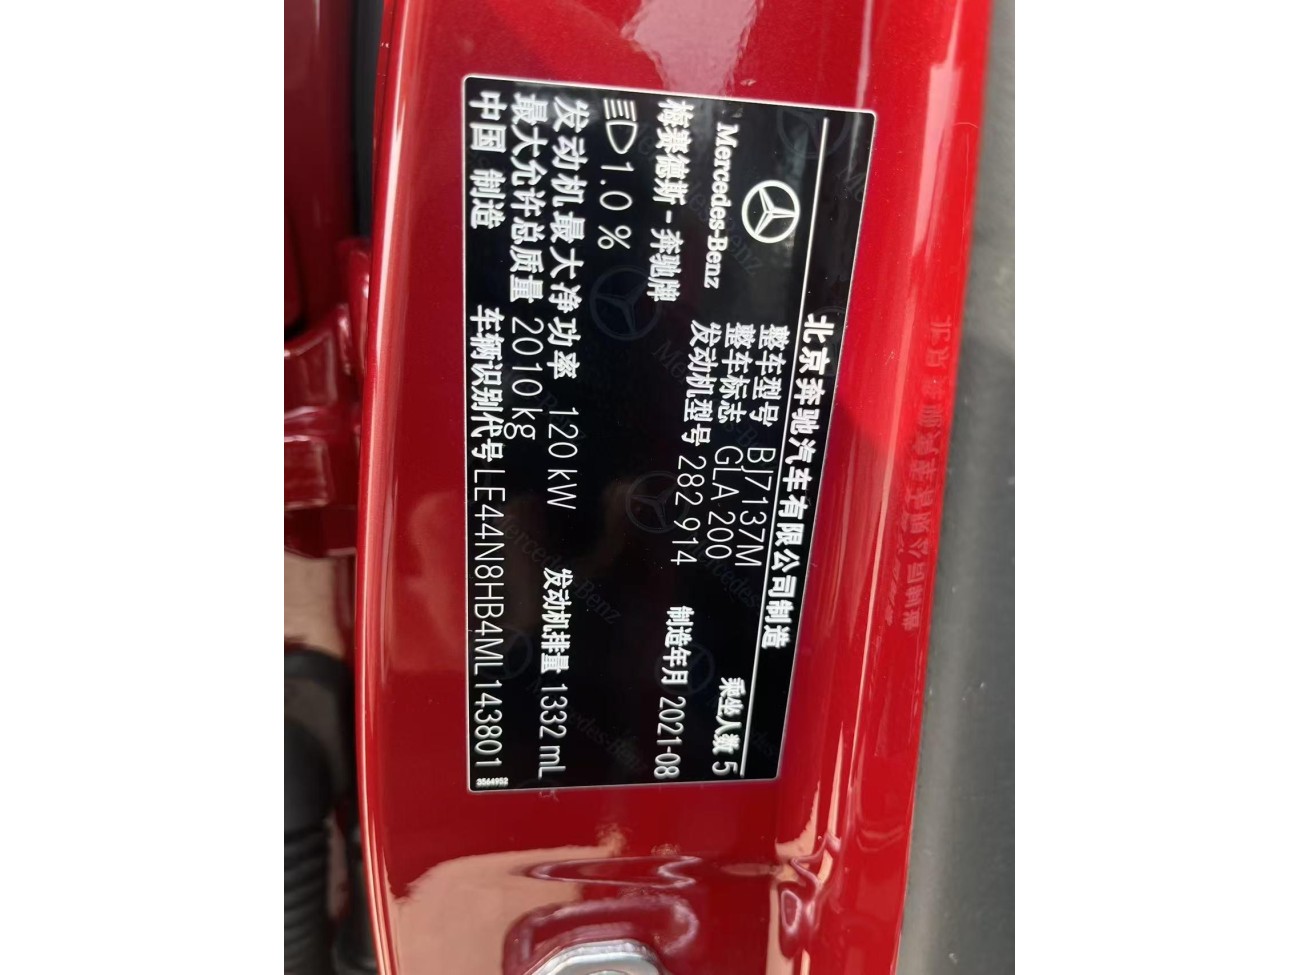 北京奔驰汽车有限公司制造
Mercedes-Benz
梅赛德斯-奔驰牌
整车型号 BJ7137M
整车标志 GLA 200 乘坐人数 5
发动机型号 282 914 制造年月 2021-08
1.0 %
发动机最大净功率 120 kW 发动机排量 1332 mL
最大允许总质量 2010 kg
中国 制造 车辆识别代号 LE44N8HB4ML143801
3564952